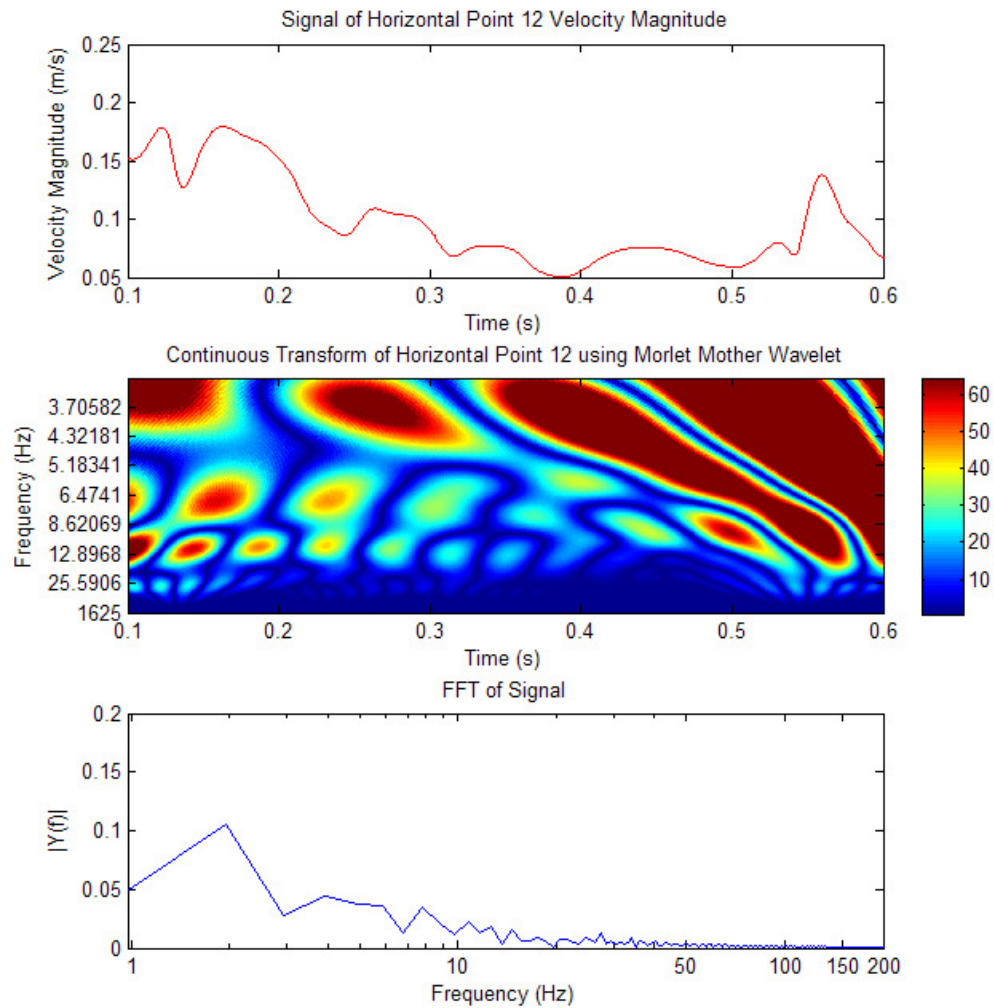 Signal of Horizontal Point 12 Velocity Magnitude
0.25
0.2
0.15
0.1
0.05
Velocity Magnitude (m/s)
0.1 0.2 0.3 0.4 0.5 0.6
Time (s)
Continuous Transform of Horizontal Point 12 using Morlet Mother Wavelet
3.70582
4.32181
5.18341
6.4741
8.62069
12.8968
25.5906
1625
Frequency (Hz)
60
50
40
30
20
10
0.1 0.2 0.3 0.4 0.5 0.6
Time (s)
FFT of Signal
0.2
0.15
0.1
0.05
0
|Y(f)|
1 10 50 100 150 200
Frequency (Hz)